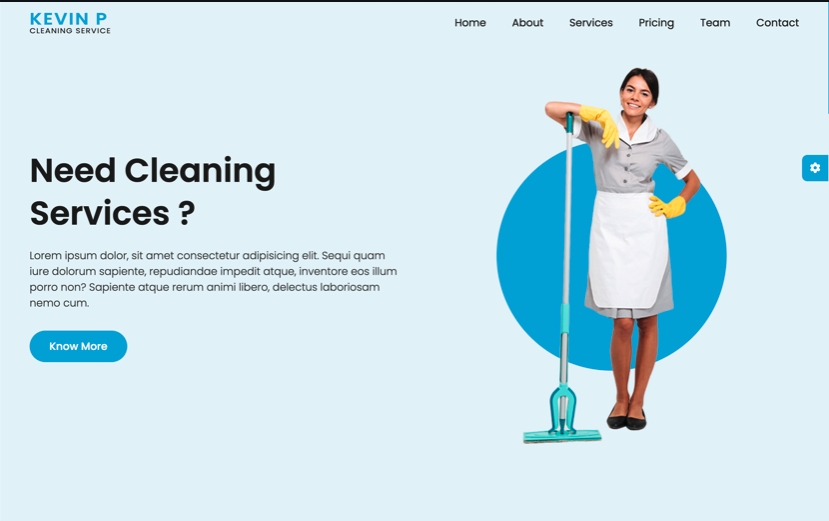 KEVIN P
CLEANING SERVICE
Home About Services Pricing Team Contact
Need Cleaning
Services ?
Lorem ipsum dolor, sit amet consectetur adipisicing elit. Sequi quam
iure dolorum sapiente, repudiandae impedit atque, inventore eos illum
porro non? Sapiente atque rerum animi libero, delectus laboriosam
nemo cum.
Know More